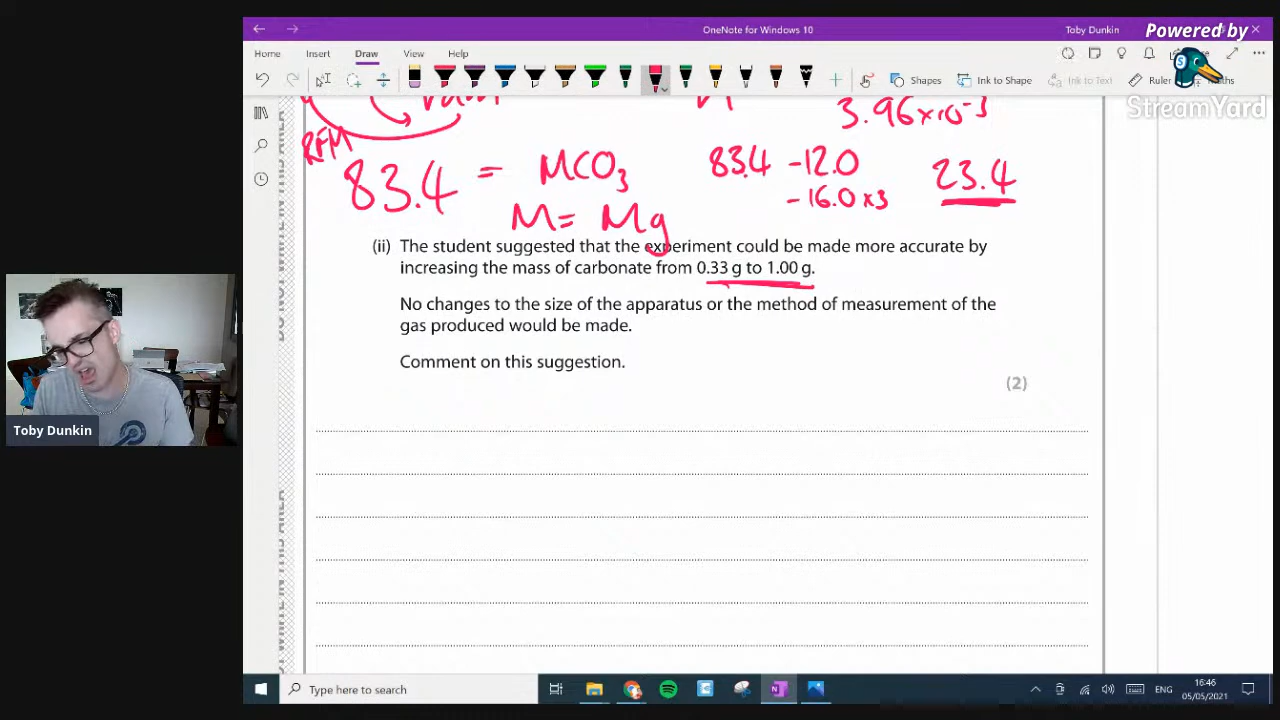 OneNote for Windows 10
Toby Dunkin
Powered by
StreamYard
Home Insert Draw View Help
Shapes Ink to Shape Ink to Text Ruler
3.96x10-3
RFM
83.4 = MCO3 83.4 -12.0 23.4
-16.0x3
M= Mg
(ii) The student suggested that the experiment could be made more accurate by
increasing the mass of carbonate from 0.33 g to 1.00 g.
No changes to the size of the apparatus or the method of measurement of the
gas produced would be made.
Comment on this suggestion.
(2)
Toby Dunkin
Type here to search
ENG
16:46
05/05/2021